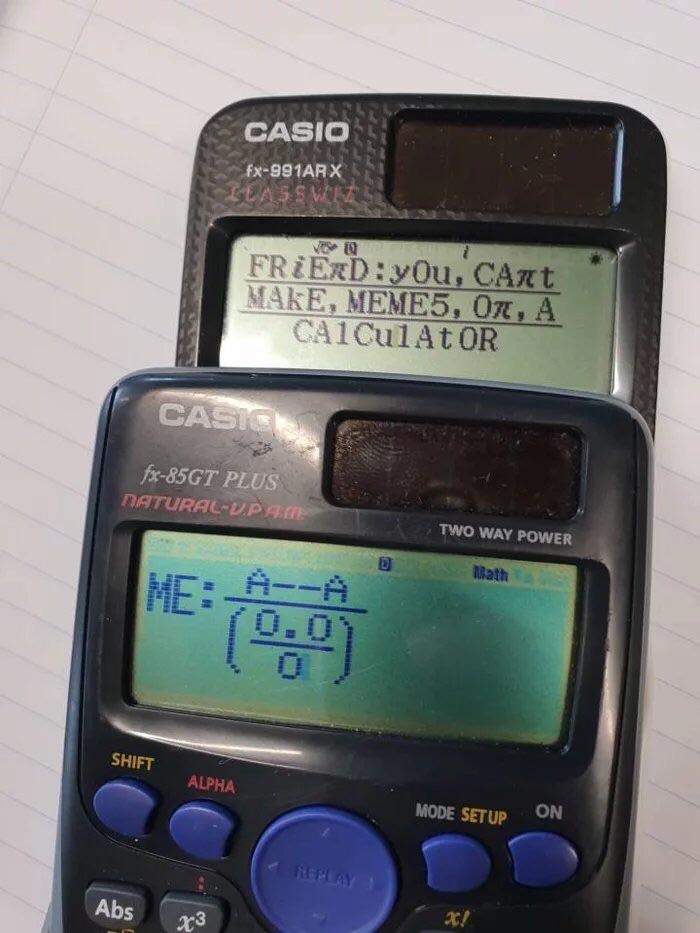 CASIO
fx-991ARX
CLASSWIZ
√▫ D i
FRiEπD:yOu, CAπt
MAkE, MEME5, Oπ, A
CAlCulAtOR
CASIO
fx-85GT PLUS
NATURAL-V.P.A.M.
TWO WAY POWER
D Math
ME: A--A
(0.0
0)
SHIFT
ALPHA
MODE SETUP ON
REPLAY
Abs x³ x!